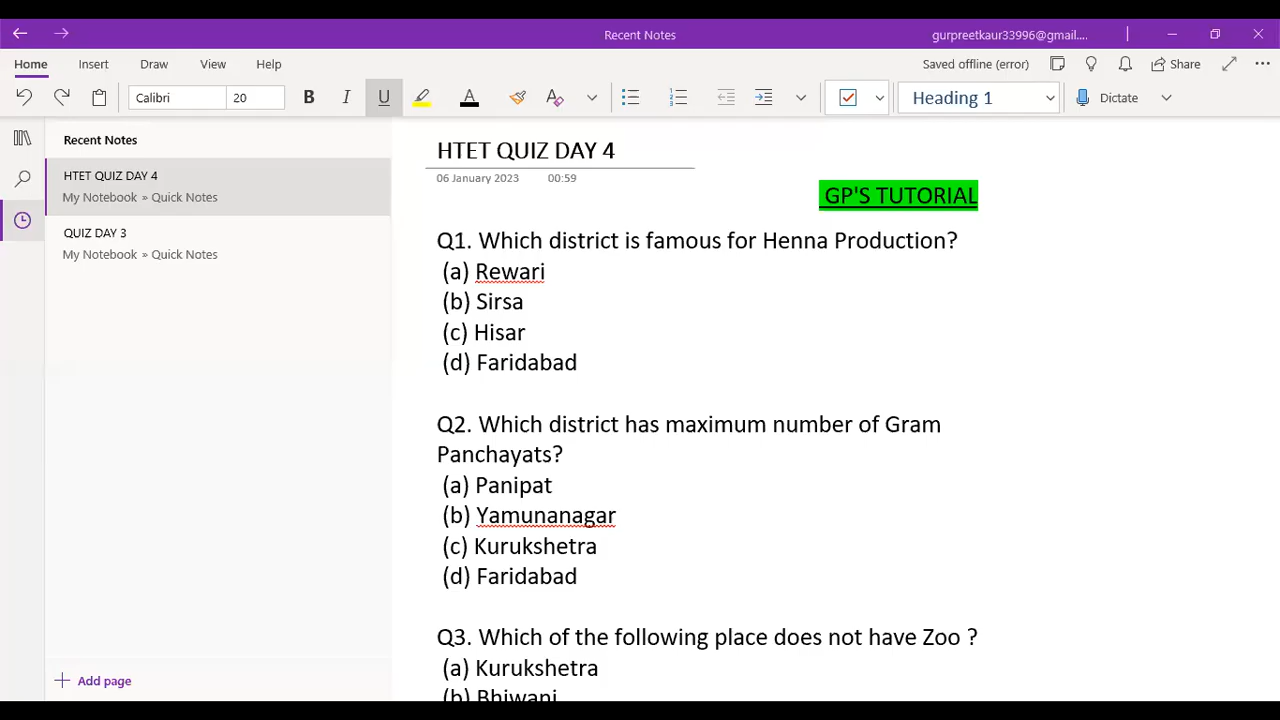 Recent Notes
gurpreetkaur33996@gmail....
Home Insert Draw View Help
Saved offline (error)
Share
Calibri 20 B I U A Heading 1 Dictate
Recent Notes
HTET QUIZ DAY 4
My Notebook » Quick Notes
QUIZ DAY 3
My Notebook » Quick Notes
Add page
HTET QUIZ DAY 4
06 January 2023 00:59
GP'S TUTORIAL
Q1. Which district is famous for Henna Production?
(a) Rewari
(b) Sirsa
(c) Hisar
(d) Faridabad
Q2. Which district has maximum number of Gram
Panchayats?
(a) Panipat
(b) Yamunanagar
(c) Kurukshetra
(d) Faridabad
Q3. Which of the following place does not have Zoo ?
(a) Kurukshetra
(b) Bhiwani